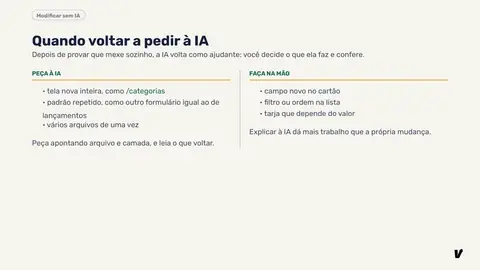 Modificar sem IA
Quando voltar a pedir à IA
Depois de provar que mexe sozinho, a IA volta como ajudante: você decide o que ela faz e confere.
PEÇA À IA
• tela nova inteira, como /categorias
• padrão repetido, como outro formulário igual ao de
lançamentos
• vários arquivos de uma vez
Peça apontando arquivo e camada, e leia o que voltar.
FAÇA NA MÃO
• campo novo no cartão
• filtro ou ordem na lista
• tarja que depende do valor
Explicar à IA dá mais trabalho que a própria mudança.
V